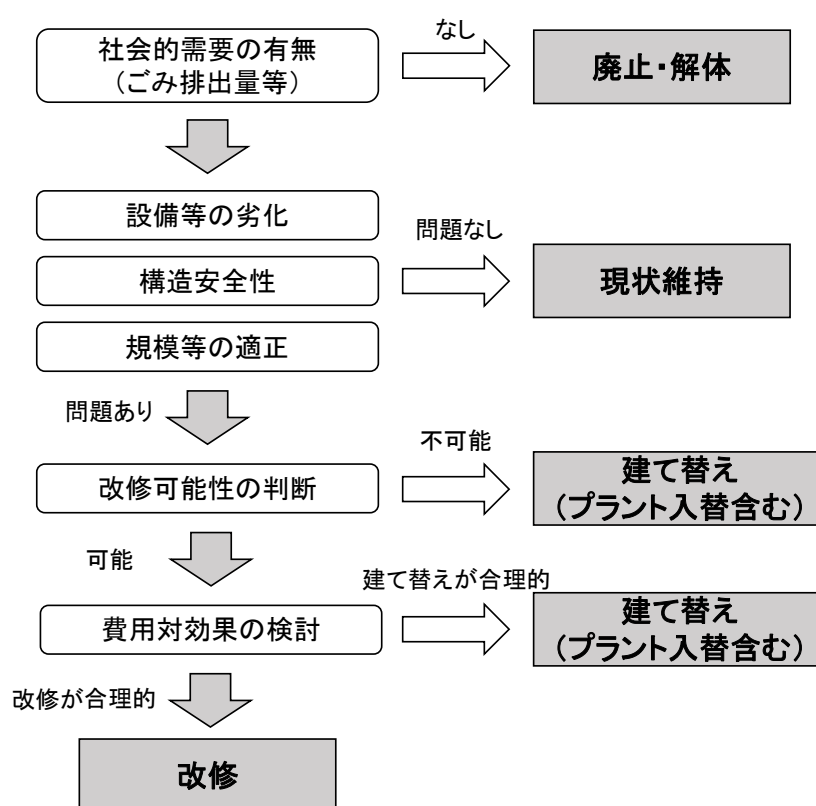 社会的需要の有無
（ごみ排出量等）
なし
廃止・解体
設備等の劣化
構造安全性
規模等の適正
問題なし
現状維持
問題あり
改修可能性の判断
不可能
建て替え
（プラント入替含む）
可能
費用対効果の検討
建て替えが合理的
建て替え
（プラント入替含む）
改修が合理的
改修